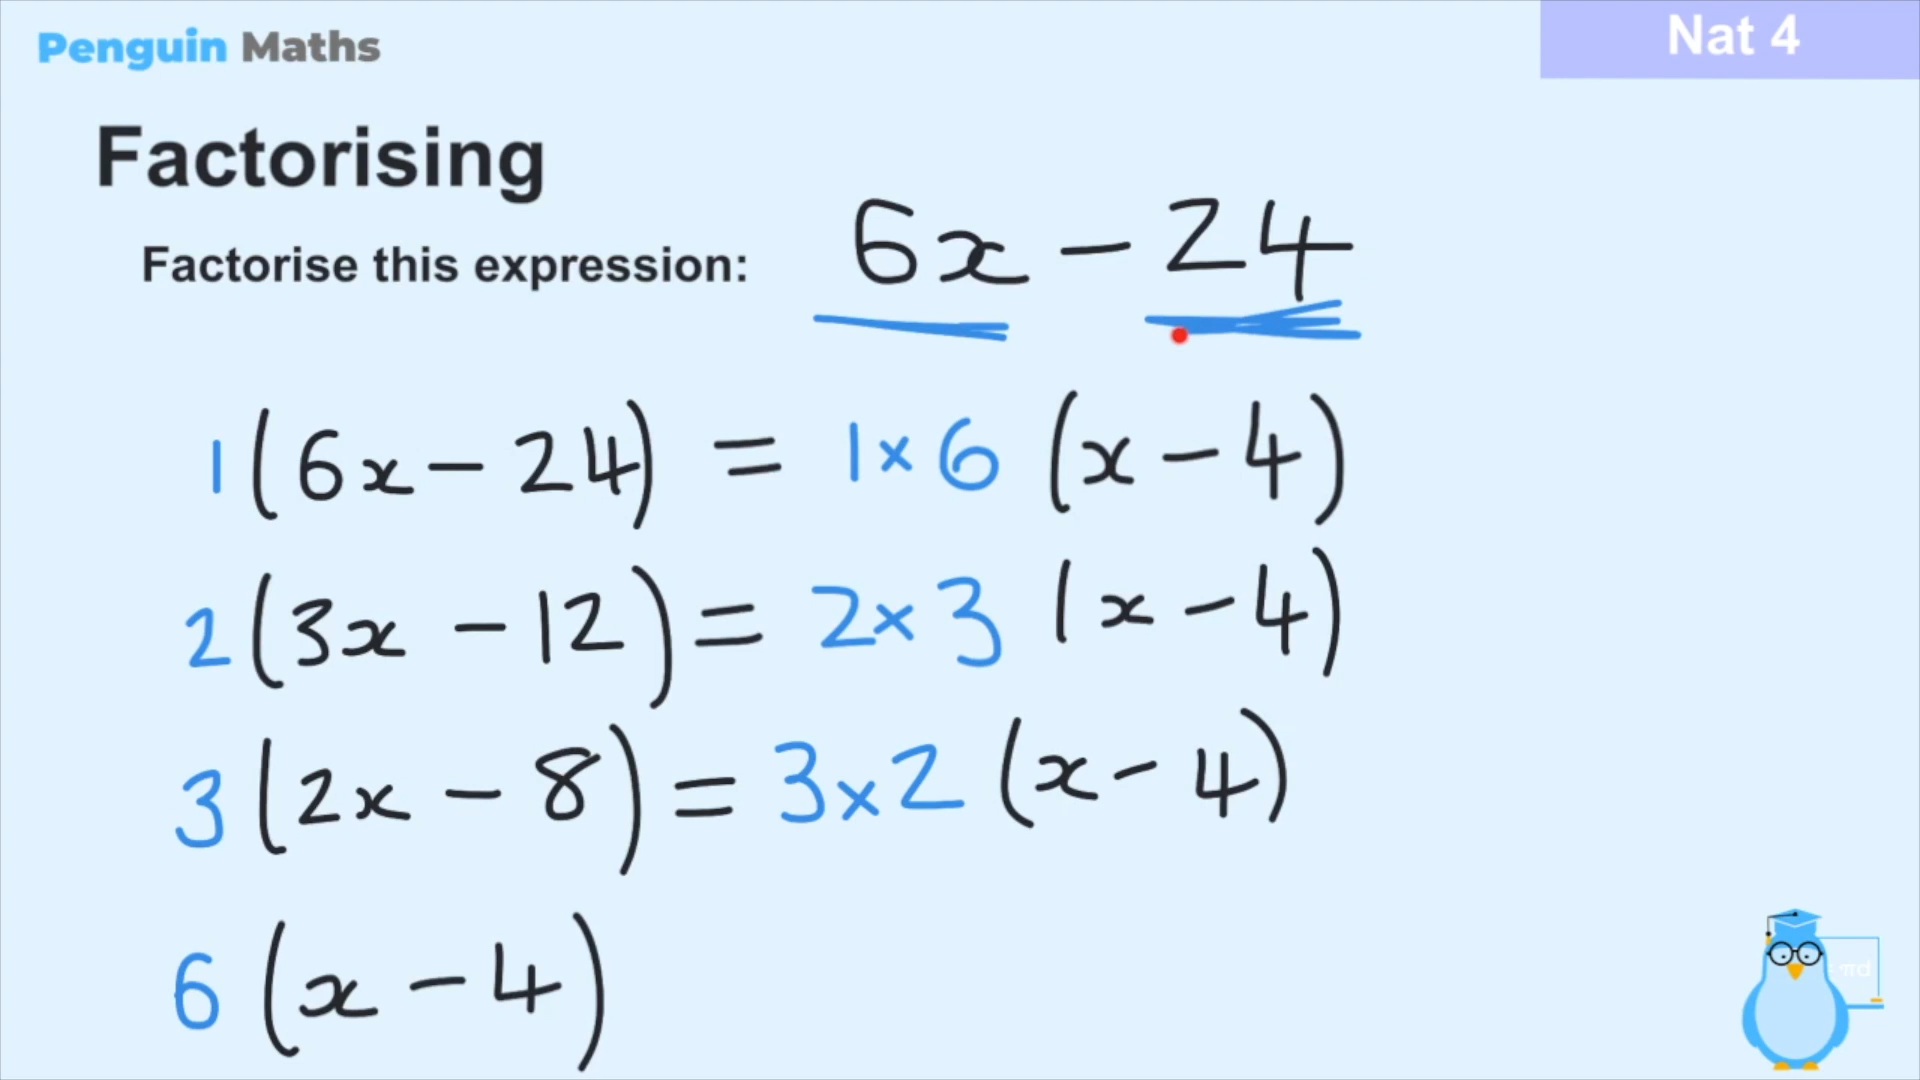 Penguin Maths
Nat 4
Factorising
Factorise this expression: 6x - 24
1(6x - 24) = 1 × 6 (x - 4)
2(3x - 12) = 2 × 3 (x - 4)
3(2x - 8) = 3 × 2 (x - 4)
6(x - 4)
πd